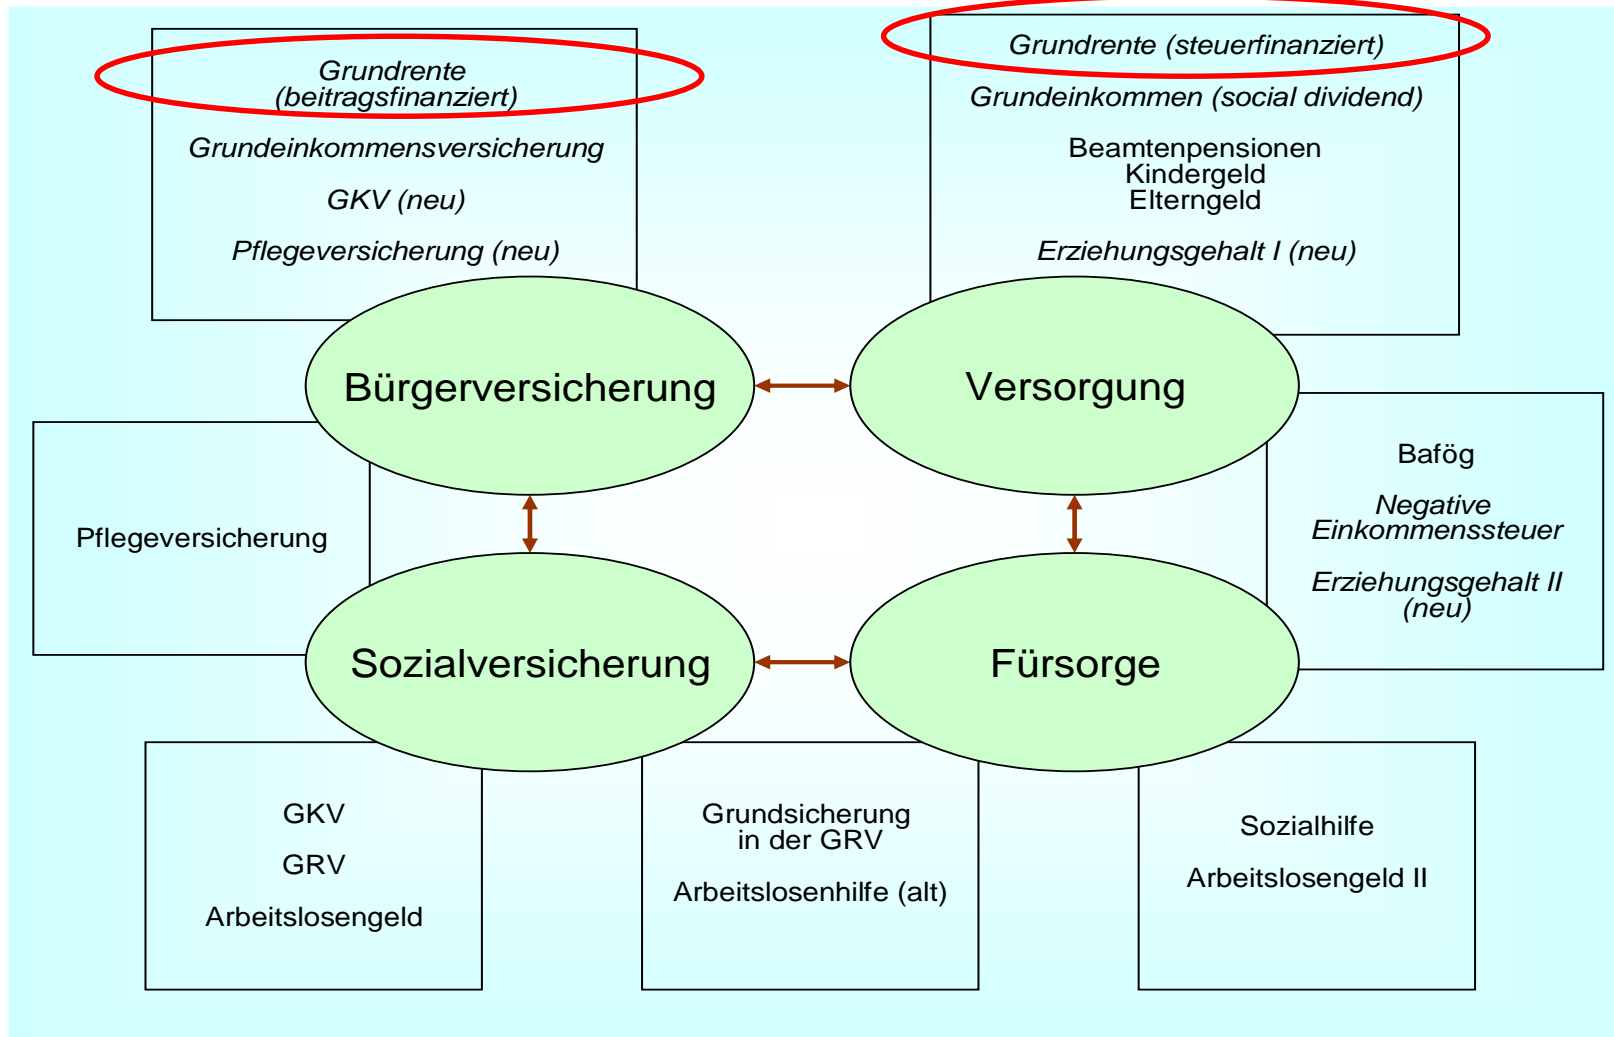 Grundrente
(beitragsfinanziert)
Grundeinkommensversicherung
GKV (neu)
Pflegeversicherung (neu)
Grundrente (steuerfinanziert)
Grundeinkommen (social dividend)
Beamtenpensionen
Kindergeld
Elterngeld
Erziehungsgehalt I (neu)
Bürgerversicherung
Versorgung
Pflegeversicherung
Bafög
Negative
Einkommenssteuer
Erziehungsgehalt II
(neu)
Sozialversicherung
Fürsorge
GKV
GRV
Arbeitslosengeld
Grundsicherung
in der GRV
Arbeitslosenhilfe (alt)
Sozialhilfe
Arbeitslosengeld II